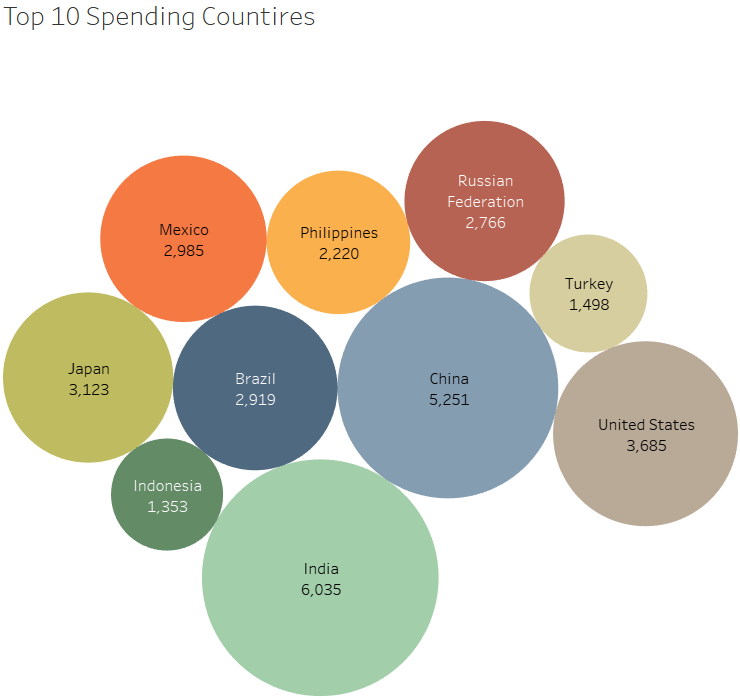 Top 10 Spending Countires
Russian
Federation
2,766
Mexico
2,985
Philippines
2,220
Turkey
1,498
Japan
3,123
Brazil
2,919
China
5,251
United States
3,685
Indonesia
1,353
India
6,035